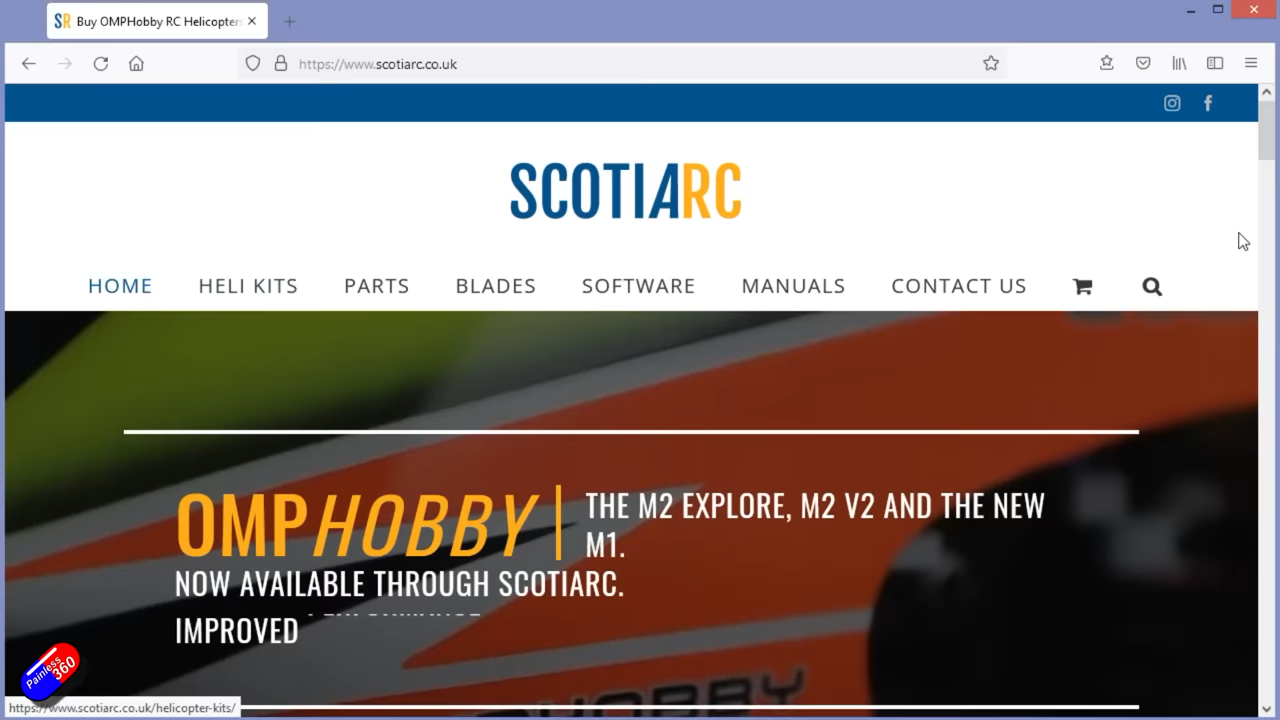 SR Buy OMPHobby RC Helicopters
https://www.scotiarc.co.uk
SCOTIARC
HOME HELI KITS PARTS BLADES SOFTWARE MANUALS CONTACT US
OMPHOBBY | THE M2 EXPLORE, M2 V2 AND THE NEW
M1.
NOW AVAILABLE THROUGH SCOTIARC.
IMPROVED
HOBBY
Painless
360
https://www.scotiarc.co.uk/helicopter-kits/